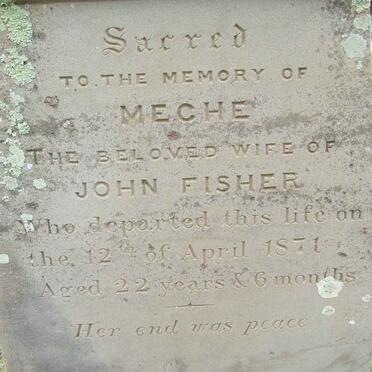 Sacred
TO THE MEMORY OF
MECHE
THE BELOVED WIFE OF
JOHN FISHER
Who departed this life on
the 12th of April 1871
Aged 22 years & 6 months
Her end was peace